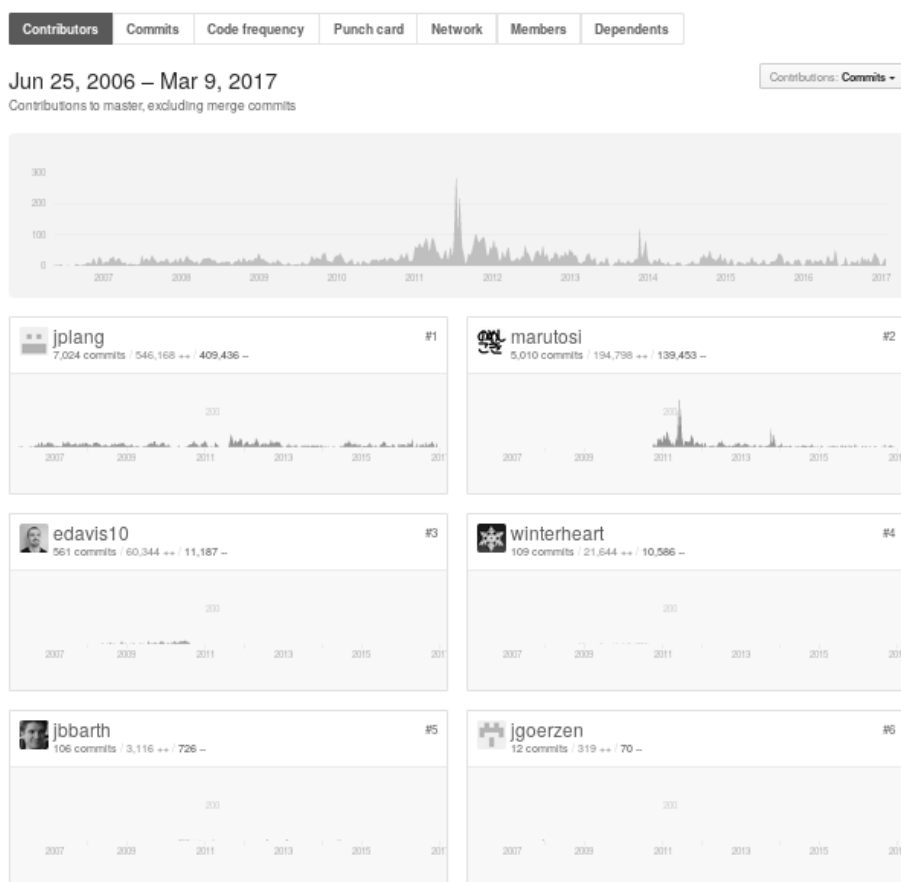 Contributors Commits Code frequency Punch card Network Members Dependents
Jun 25, 2006 – Mar 9, 2017
Contributions: Commits
Contributions to master, excluding merge commits
300
200
100
0
2007 2008 2009 2010 2011 2012 2013 2014 2015 2016 2017
jplang #1
7,024 commits / 546,168 ++ / 409,436 --
200
2007 2009 2011 2013 2015 201
marutosi #2
5,010 commits / 194,798 ++ / 139,453 --
200
2007 2009 2011 2013 2015 201
edavis10 #3
561 commits / 60,344 ++ / 11,187 --
200
2007 2009 2011 2013 2015 201
winterheart #4
109 commits / 21,644 ++ / 10,586 --
200
2007 2009 2011 2013 2015 201
jbbarth #5
106 commits / 3,116 ++ / 726 --
200
2007 2009 2011 2013 2015 201
jgoerzen #6
12 commits / 319 ++ / 70 --
200
2007 2009 2011 2013 2015 201